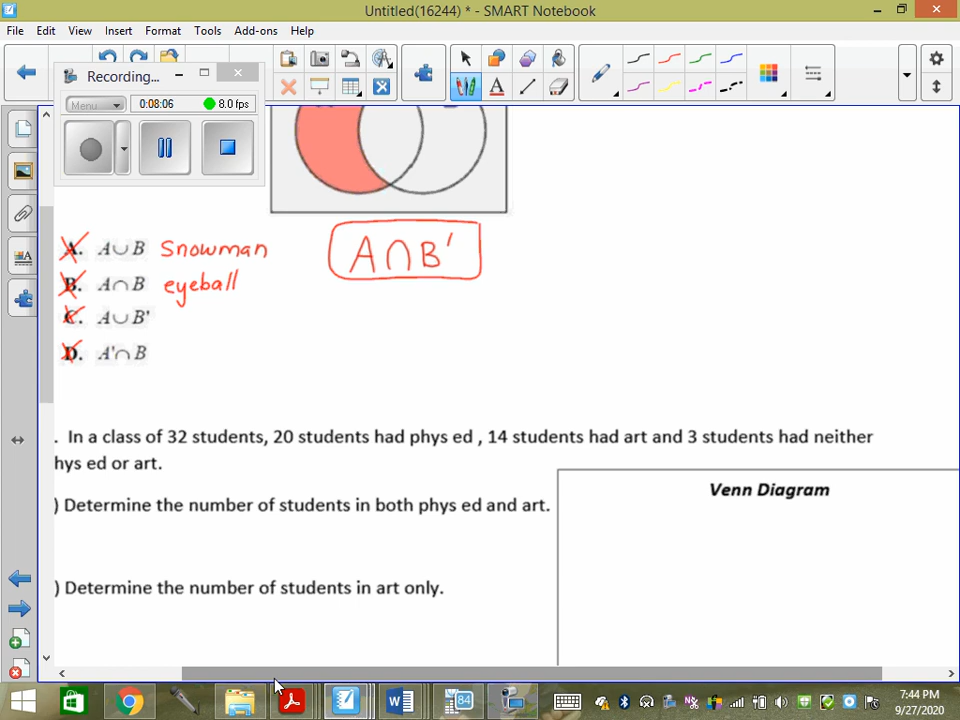 Untitled(16244) * - SMART Notebook
File Edit View Insert Format Tools Add-ons Help
Recording...
Menu 0:08:06 8.0 fps
A. A∪B Snowman
A∩B′
B. A∩B eyeball
C. A∪B'
D. A'∩B
. In a class of 32 students, 20 students had phys ed , 14 students had art and 3 students had neither
hys ed or art.
Venn Diagram
) Determine the number of students in both phys ed and art.
) Determine the number of students in art only.
84
7:44 PM
9/27/2020